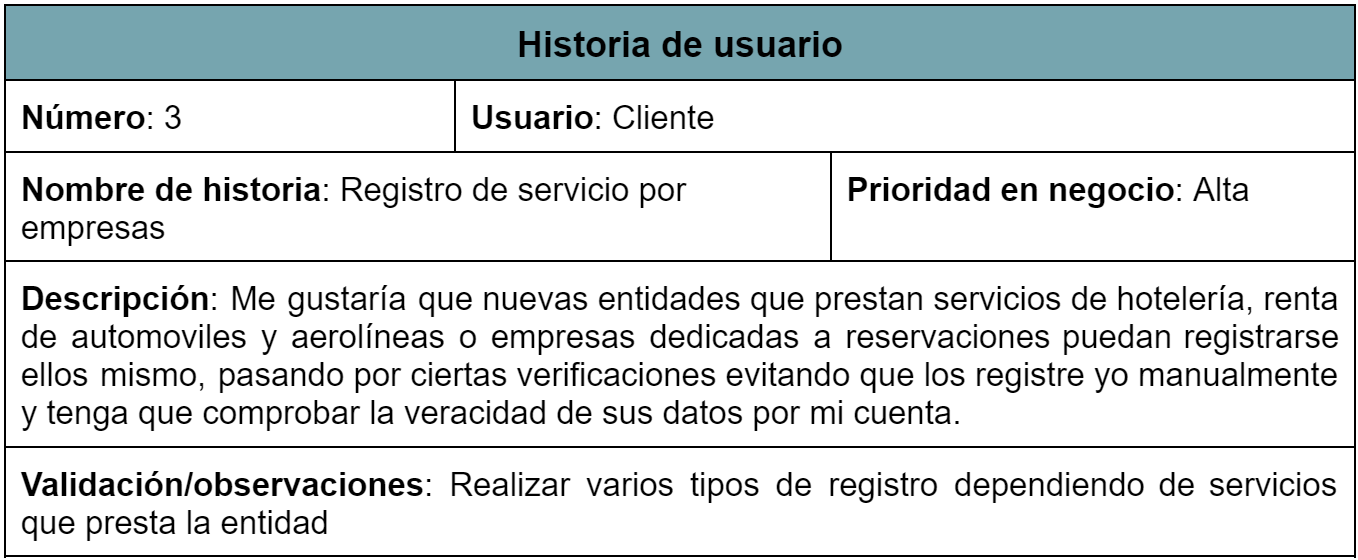 Historia de usuario
Número: 3
Usuario: Cliente
Nombre de historia: Registro de servicio por
empresas
Prioridad en negocio: Alta
Descripción: Me gustaría que nuevas entidades que prestan servicios de hotelería, renta
de automoviles y aerolíneas o empresas dedicadas a reservaciones puedan registrarse
ellos mismo, pasando por ciertas verificaciones evitando que los registre yo manualmente
y tenga que comprobar la veracidad de sus datos por mi cuenta.
Validación/observaciones: Realizar varios tipos de registro dependiendo de servicios
que presta la entidad